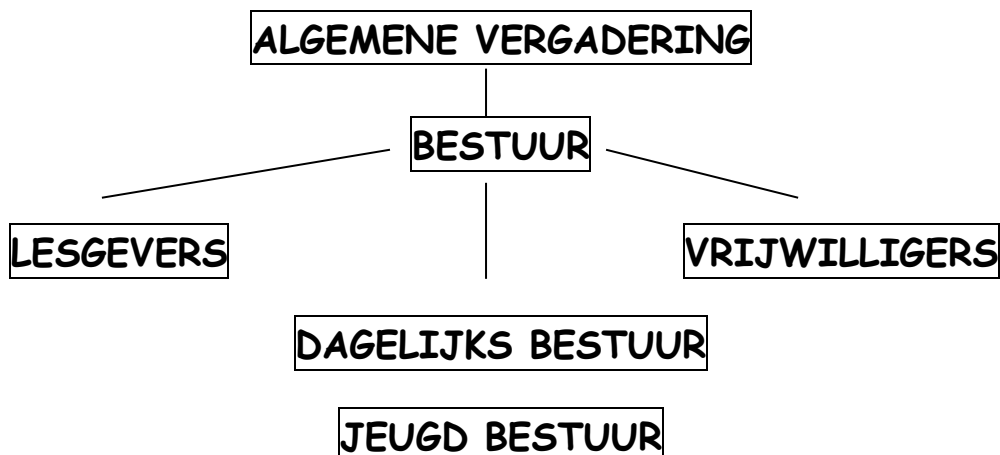 ALGEMENE VERGADERING
BESTUUR
LESGEVERS
VRIJWILLIGERS
DAGELIJKS BESTUUR
JEUGD BESTUUR